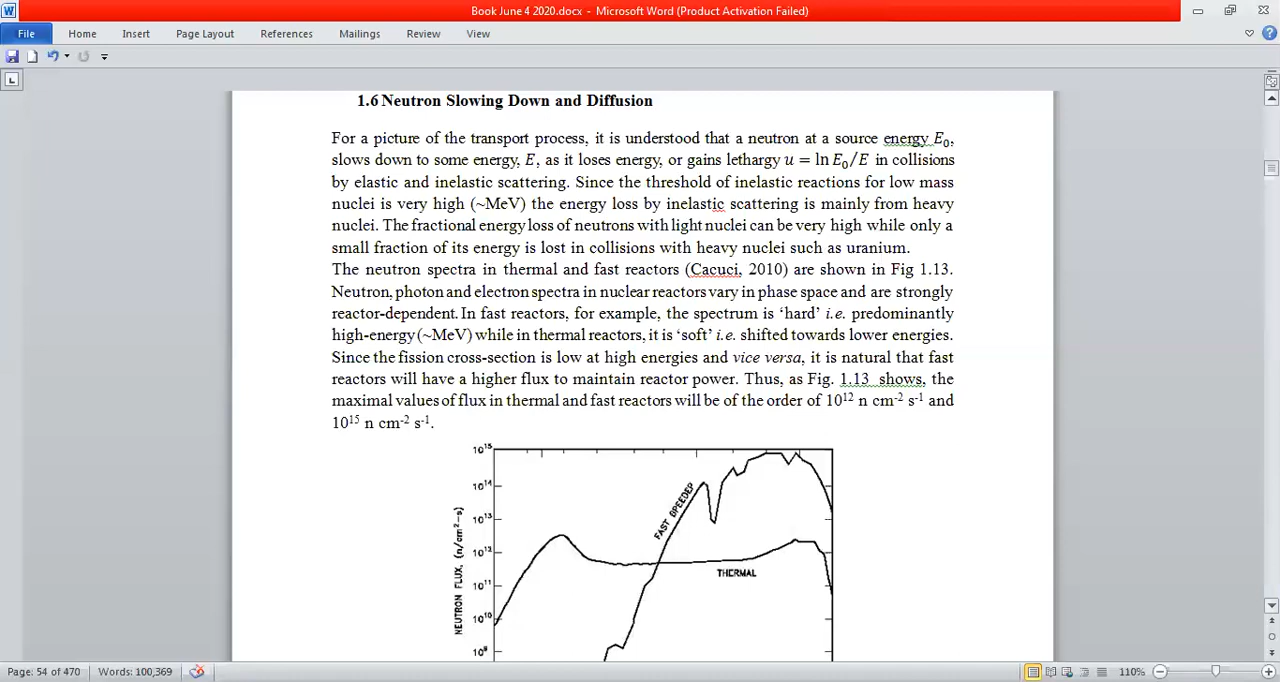 Book June 4 2020.docx - Microsoft Word (Product Activation Failed)
File Home Insert Page Layout References Mailings Review View
1.6 Neutron Slowing Down and Diffusion
For a picture of the transport process, it is understood that a neutron at a source energy E₀,
slows down to some energy, E, as it loses energy, or gains lethargy u = ln E₀/E in collisions
by elastic and inelastic scattering. Since the threshold of inelastic reactions for low mass
nuclei is very high (~MeV) the energy loss by inelastic scattering is mainly from heavy
nuclei. The fractional energy loss of neutrons with light nuclei can be very high while only a
small fraction of its energy is lost in collisions with heavy nuclei such as uranium.
The neutron spectra in thermal and fast reactors (Cacuci, 2010) are shown in Fig 1.13.
Neutron, photon and electron spectra in nuclear reactors vary in phase space and are strongly
reactor-dependent. In fast reactors, for example, the spectrum is ‘hard’ i.e. predominantly
high-energy (~MeV) while in thermal reactors, it is ‘soft’ i.e. shifted towards lower energies.
Since the fission cross-section is low at high energies and vice versa, it is natural that fast
reactors will have a higher flux to maintain reactor power. Thus, as Fig. 1.13 shows, the
maximal values of flux in thermal and fast reactors will be of the order of 10¹² n cm⁻² s⁻¹ and
10¹⁵ n cm⁻² s⁻¹.
10¹⁵
10¹⁴
10¹³
10¹²
10¹¹
10¹⁰
10⁹
NEUTRON FLUX, (n/cm²-s)
FAST BREEDER
THERMAL
Page: 54 of 470 Words: 100,369 110%